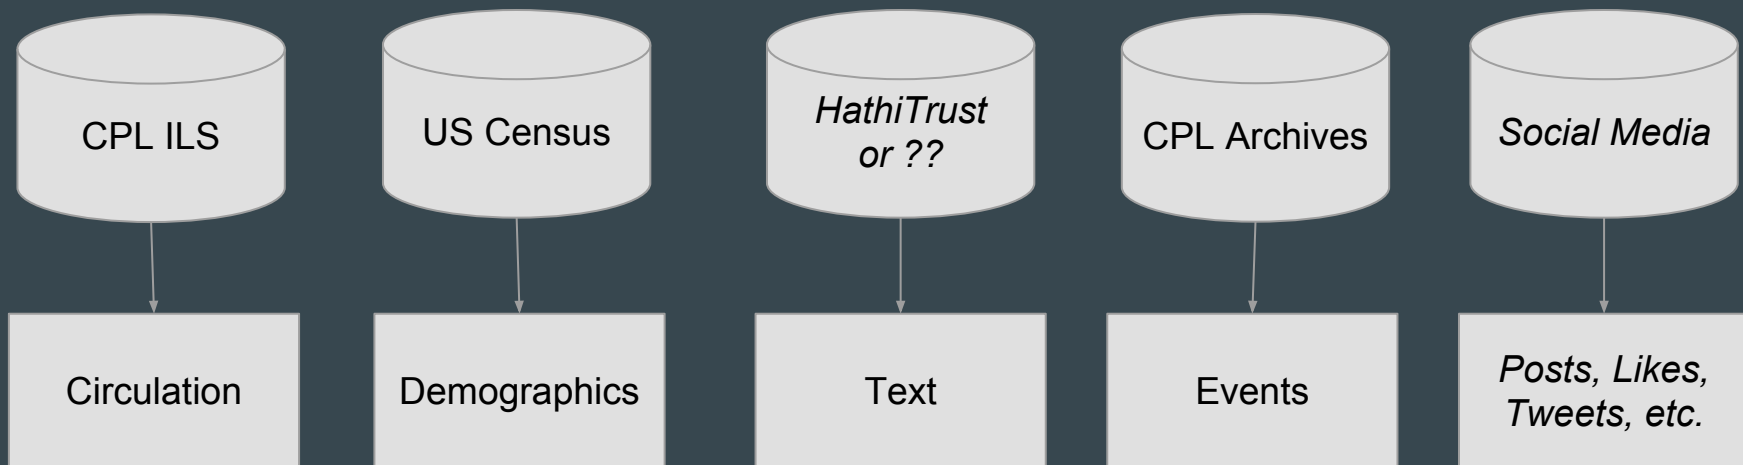 CPL ILS
US Census
HathiTrust
or ??
CPL Archives
Social Media
Circulation
Demographics
Text
Events
Posts, Likes,
Tweets, etc.